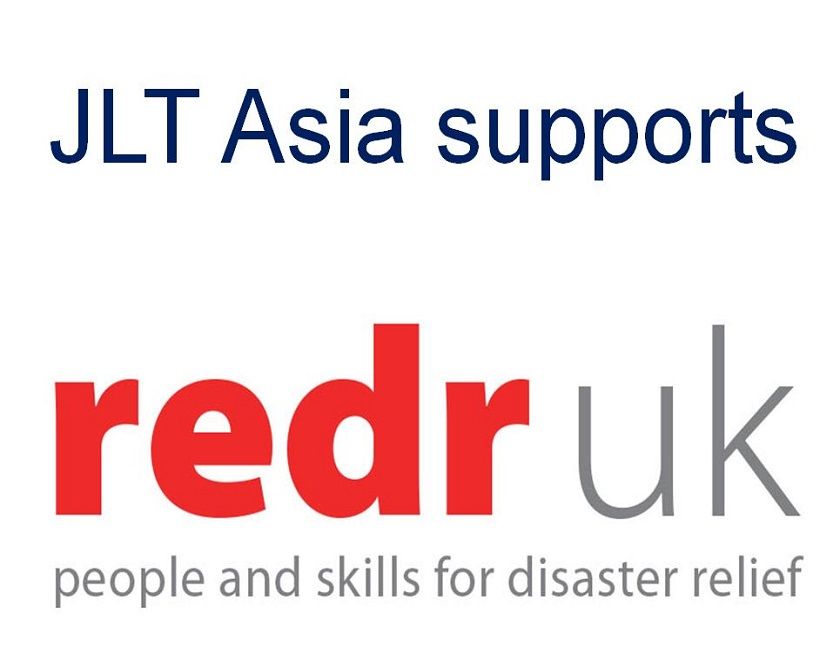 JLT Asia supports
redr uk
people and skills for disaster relief